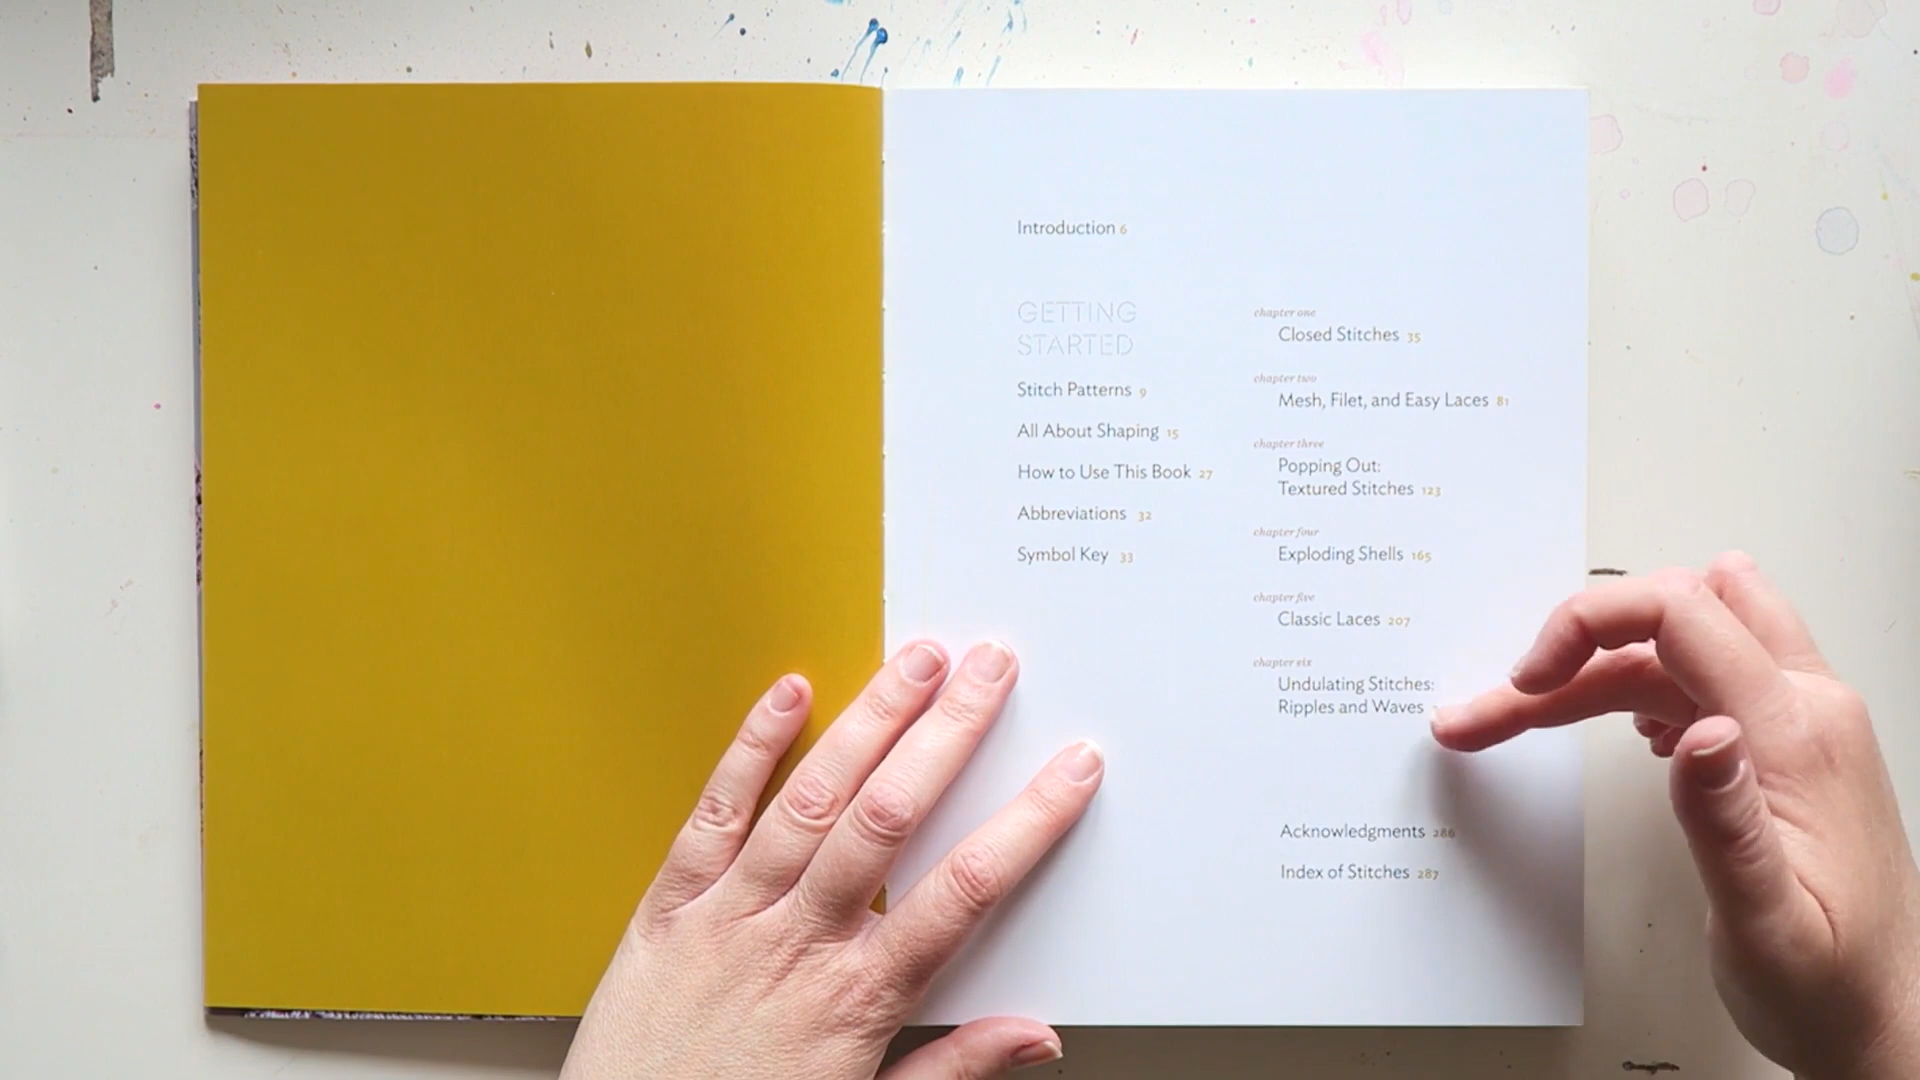 Introduction 6
GETTING
STARTED
Stitch Patterns 9
All About Shaping 15
How to Use This Book 27
Abbreviations 32
Symbol Key 33
chapter one
Closed Stitches 35
chapter two
Mesh, Filet, and Easy Laces 81
chapter three
Popping Out:
Textured Stitches 123
chapter four
Exploding Shells 165
chapter five
Classic Laces 207
chapter six
Undulating Stitches:
Ripples and Waves
Acknowledgments 286
Index of Stitches 287